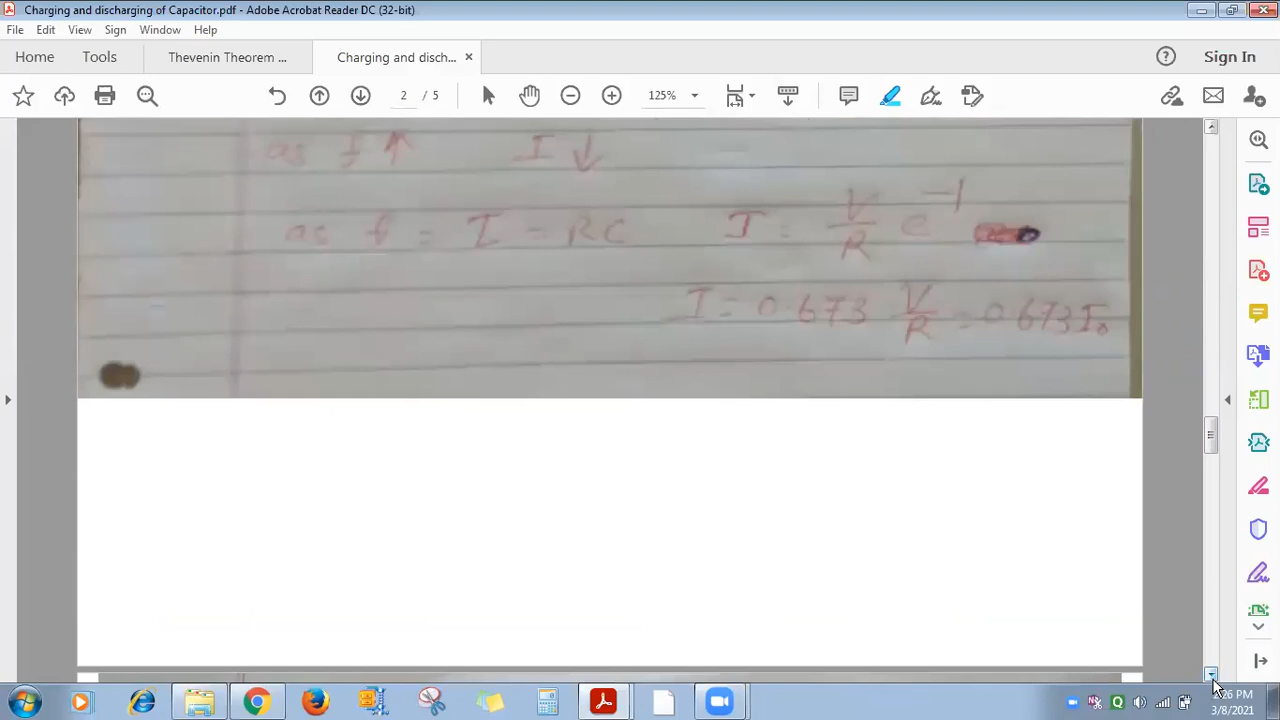 Charging and discharging of Capacitor.pdf - Adobe Acrobat Reader DC (32-bit)
File Edit View Sign Window Help
Home Tools Thevenin Theorem ... Charging and disch... × Sign In
2 / 5 125%
as t ↑ I ↓
as t = τ = RC I = V/R e^-1
I = 0.673 V/R = 0.673 I₀
:26 PM
3/8/2021